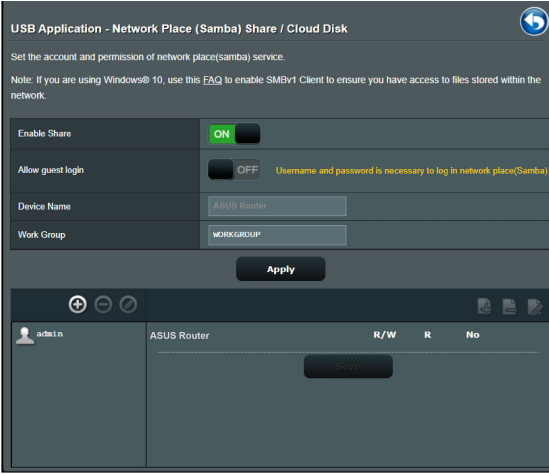 USB Application - Network Place (Samba) Share / Cloud Disk
Set the account and permission of network place(samba) service.
Note: If you are using Windows® 10, use this FAQ to enable SMBv1 Client to ensure you have access to files stored within the
network.
Enable Share
ON
Allow guest login
OFF
Username and password is necessary to log in network place(Samba)
Device Name
ASUS Router
Work Group
WORKGROUP
Apply
admin
ASUS Router
R/W R No
Save